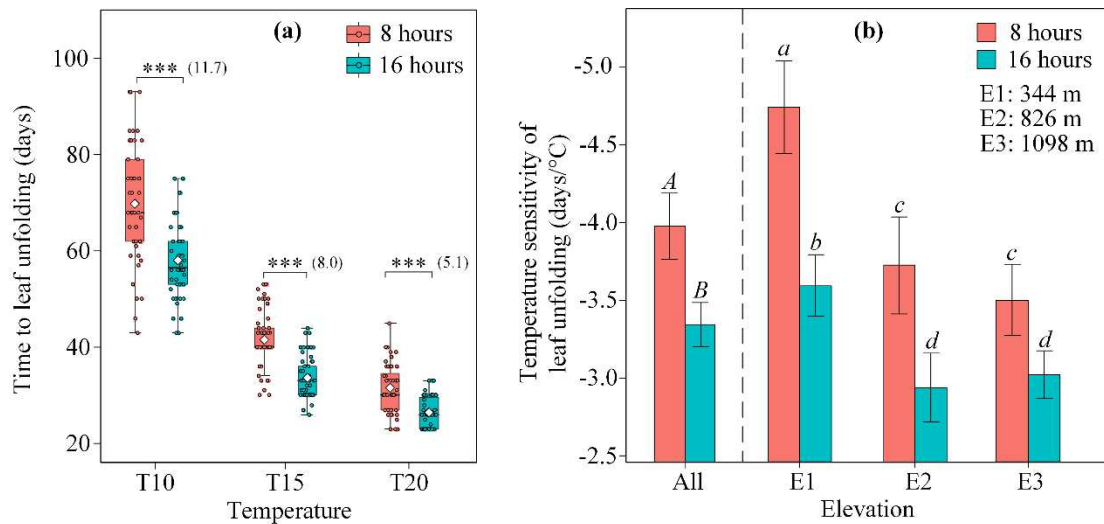 (a)
8 hours
16 hours
Time to leaf unfolding (days)
100
80
60
40
20
*** (11.7)
*** (8.0)
*** (5.1)
T10 T15 T20
Temperature
(b)
8 hours
16 hours
E1: 344 m
E2: 826 m
E3: 1098 m
Temperature sensitivity of
leaf unfolding (days/°C)
-5.0
-4.5
-4.0
-3.5
-3.0
-2.5
A
B
a
b
c
d
c
d
All E1 E2 E3
Elevation